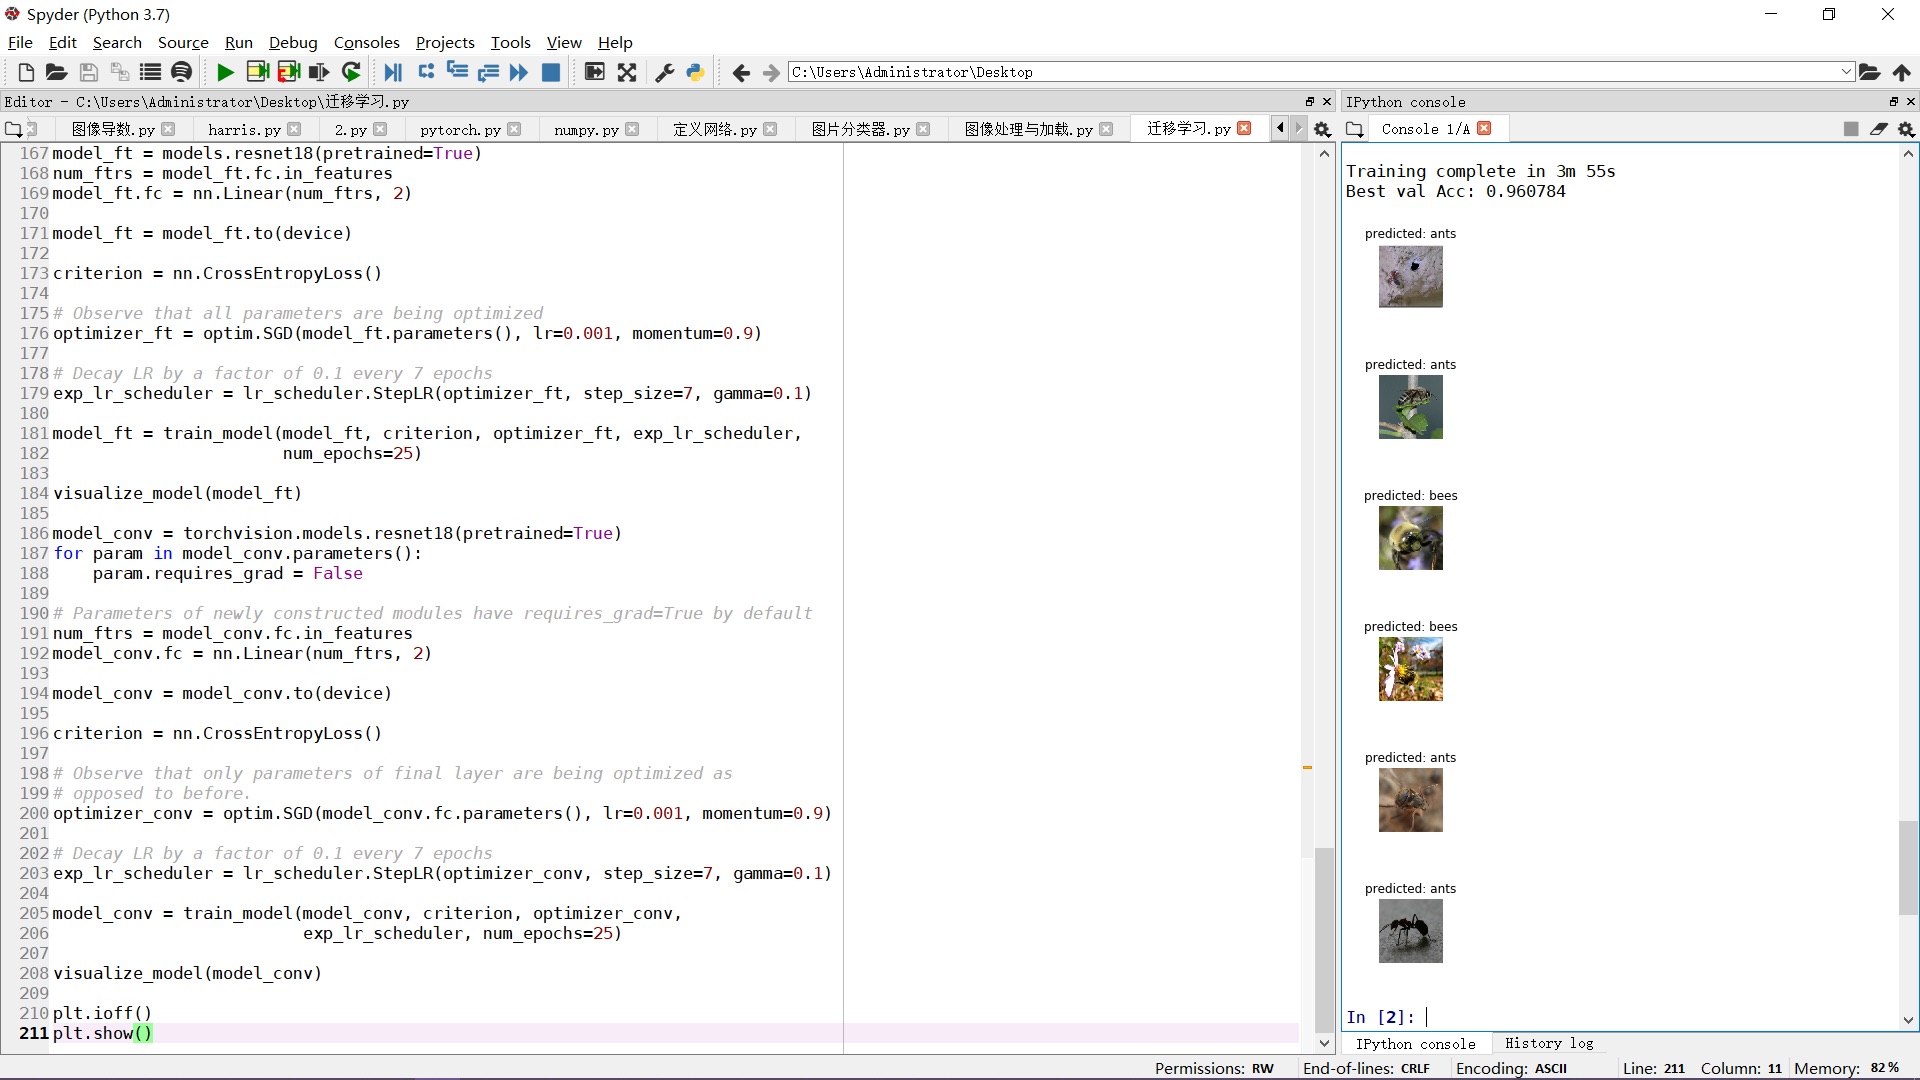 Spyder (Python 3.7)
File Edit Search Source Run Debug Consoles Projects Tools View Help
C:\Users\Administrator\Desktop
Editor - C:\Users\Administrator\Desktop\迁移学习.py
图像导数.py harris.py 2.py pytorch.py numpy.py 定义网络.py 图片分类器.py 图像处理与加载.py 迁移学习.py
167 model_ft = models.resnet18(pretrained=True)
168 num_ftrs = model_ft.fc.in_features
169 model_ft.fc = nn.Linear(num_ftrs, 2)
170
171 model_ft = model_ft.to(device)
172
173 criterion = nn.CrossEntropyLoss()
174
175 # Observe that all parameters are being optimized
176 optimizer_ft = optim.SGD(model_ft.parameters(), lr=0.001, momentum=0.9)
177
178 # Decay LR by a factor of 0.1 every 7 epochs
179 exp_lr_scheduler = lr_scheduler.StepLR(optimizer_ft, step_size=7, gamma=0.1)
180
181 model_ft = train_model(model_ft, criterion, optimizer_ft, exp_lr_scheduler,
182                        num_epochs=25)
183
184 visualize_model(model_ft)
185
186 model_conv = torchvision.models.resnet18(pretrained=True)
187 for param in model_conv.parameters():
188     param.requires_grad = False
189
190 # Parameters of newly constructed modules have requires_grad=True by default
191 num_ftrs = model_conv.fc.in_features
192 model_conv.fc = nn.Linear(num_ftrs, 2)
193
194 model_conv = model_conv.to(device)
195
196 criterion = nn.CrossEntropyLoss()
197
198 # Observe that only parameters of final layer are being optimized as
199 # opposed to before.
200 optimizer_conv = optim.SGD(model_conv.fc.parameters(), lr=0.001, momentum=0.9)
201
202 # Decay LR by a factor of 0.1 every 7 epochs
203 exp_lr_scheduler = lr_scheduler.StepLR(optimizer_conv, step_size=7, gamma=0.1)
204
205 model_conv = train_model(model_conv, criterion, optimizer_conv,
206                          exp_lr_scheduler, num_epochs=25)
207
208 visualize_model(model_conv)
209
210 plt.ioff()
211 plt.show()
IPython console
Console 1/A
Training complete in 3m 55s
Best val Acc: 0.960784
predicted: ants
predicted: ants
predicted: bees
predicted: bees
predicted: ants
predicted: ants
In [2]:
IPython console History log
Permissions: RW End-of-lines: CRLF Encoding: ASCII Line: 211 Column: 11 Memory: 82 %